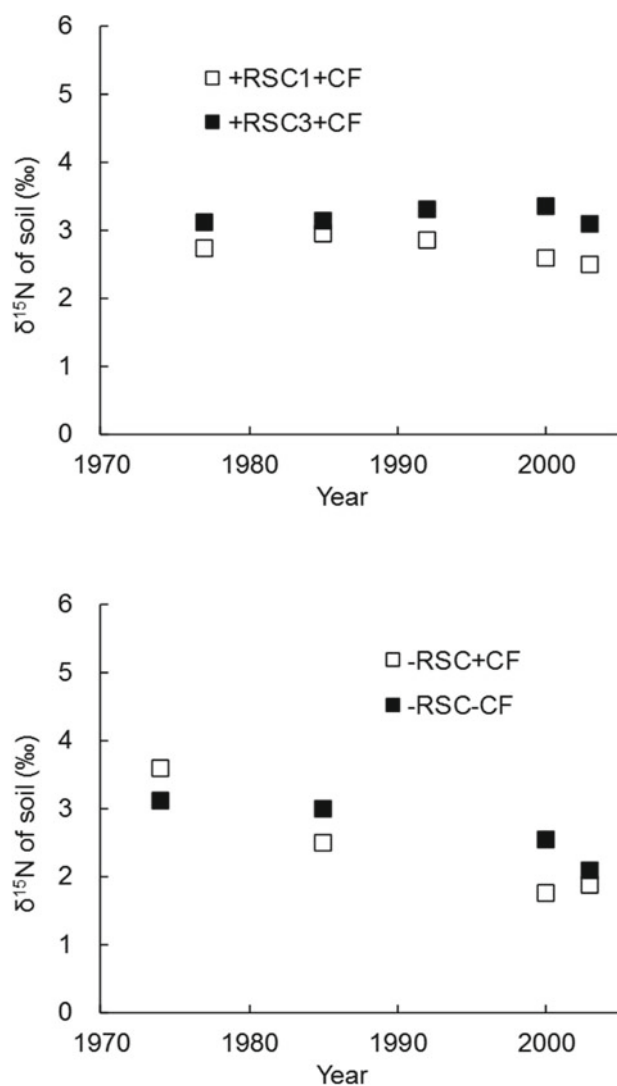 6
5
4
3
2
1
0
δ¹⁵N of soil (‰)
+RSC1+CF
+RSC3+CF
1970 1980 1990 2000
Year
6
5
4
3
2
1
0
δ¹⁵N of soil (‰)
-RSC+CF
-RSC-CF
1970 1980 1990 2000
Year